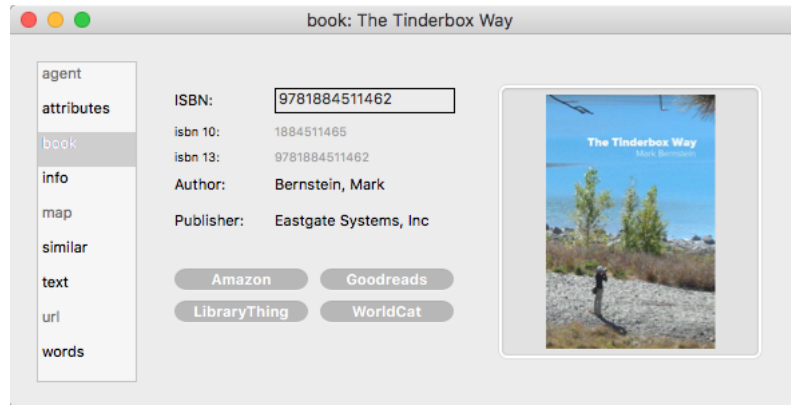 book: The Tinderbox Way
agent
attributes
book
info
map
similar
text
url
words
ISBN: 9781884511462
isbn 10: 1884511465
isbn 13: 9781884511462
Author: Bernstein, Mark
Publisher: Eastgate Systems, Inc
Amazon Goodreads
LibraryThing WorldCat
The Tinderbox Way
Mark Bernstein